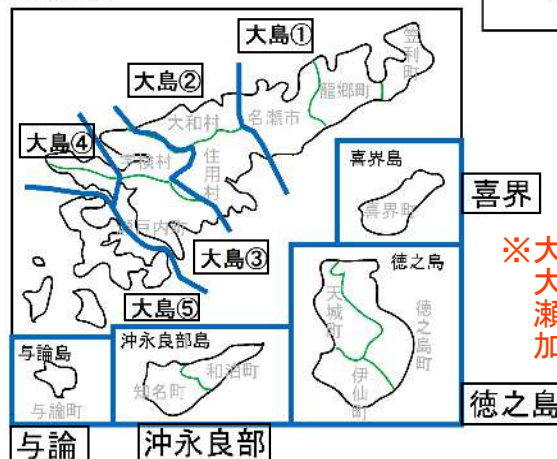 大島①
笠利町
大島②
龍郷町
大和村
名瀬市
大島④
宇検村
住用村
喜界島
喜界町
喜界
瀬戸内町
大島③
徳之島
※大
大
瀬
加
大島⑤
天城町
徳之島町
与論島
沖永良部島
和泊町
知名町
伊仙町
与論町
徳之島
与論
沖永良部